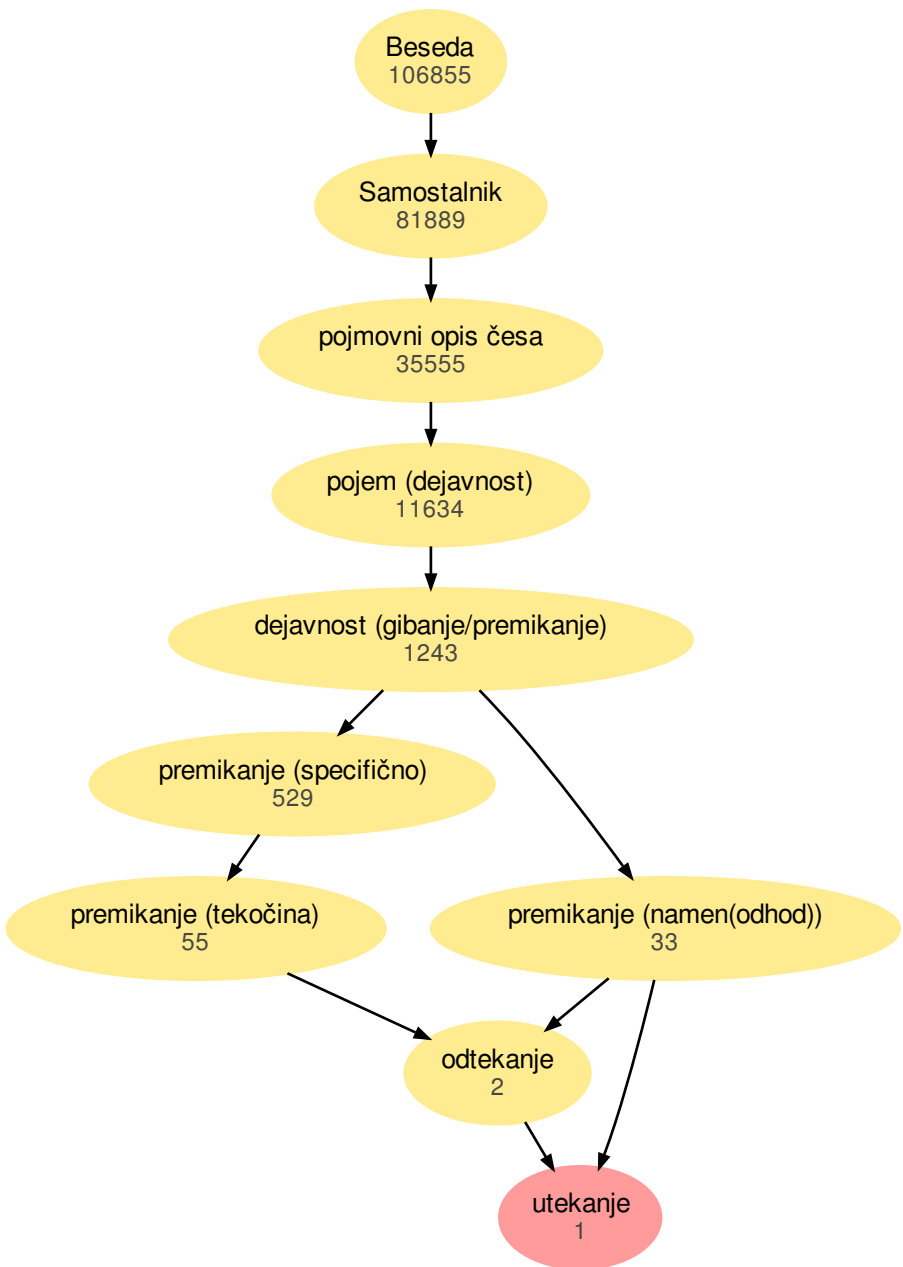 Beseda
106855
Samostalnik
81889
pojmovni opis česa
35555
pojem (dejavnost)
11634
dejavnost (gibanje/premikanje)
1243
premikanje (specifično)
529
premikanje (tekočina)
55
premikanje (namen(odhod))
33
odtekanje
2
utekanje
1